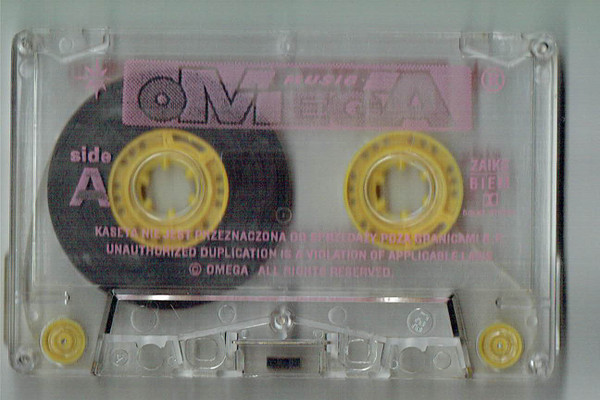 OMEGA
MUSIC
side
A
ZAIKS
BIEM
KASETA NIE JEST PRZEZNACZONA DO SPRZEDAŻY POZA GRANICAMI R.P.
UNAUTHORIZED DUPLICATION IS A VIOLATION OF APPLICABLE LAWS
© OMEGA ALL RIGHTS RESERVED.